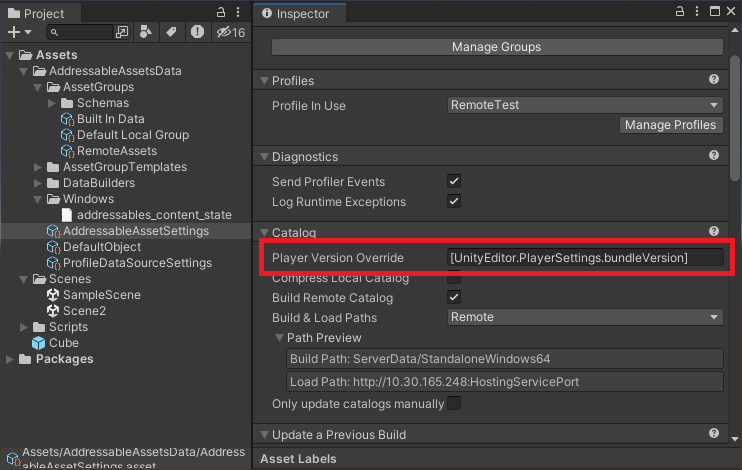 Project
16
Assets
AddressableAssetsData
AssetGroups
Schemas
Built In Data
Default Local Group
RemoteAssets
AssetGroupTemplates
DataBuilders
Windows
addressables_content_state
AddressableAssetSettings
DefaultObject
ProfileDataSourceSettings
Scenes
SampleScene
Scene2
Scripts
Cube
Packages
Assets/AddressableAssetsData/Addres
ableAssetSettings.asset
Inspector
Manage Groups
Profiles
Profile In Use RemoteTest
Manage Profiles
Diagnostics
Send Profiler Events
Log Runtime Exceptions
Catalog
Player Version Override [UnityEditor.PlayerSettings.bundleVersion]
Compress Local Catalog
Build Remote Catalog
Build & Load Paths Remote
Path Preview
Build Path: ServerData/StandaloneWindows64
Load Path: http://10.30.165.248:HostingServicePort
Only update catalogs manually
Update a Previous Build
Asset Labels